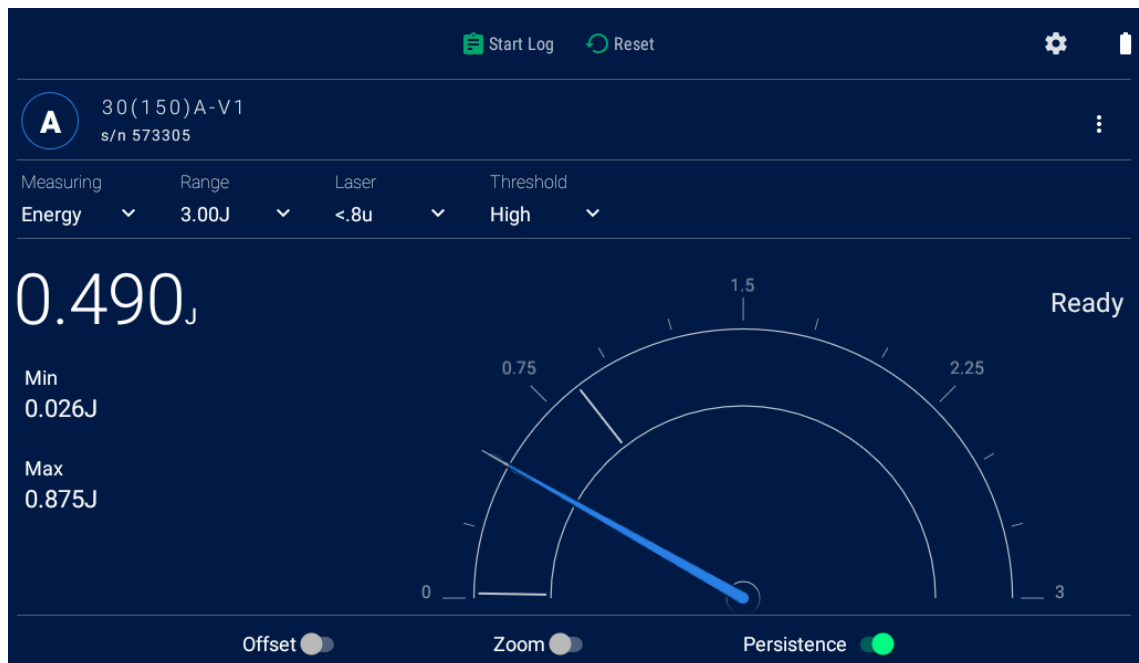 Start Log Reset
A
30(150)A-V1
s/n 573305
Measuring Range Laser Threshold
Energy 3.00J <.8u High
0.490J
Ready
Min
0.026J
Max
0.875J
1.5
0.75 2.25
0 3
Offset Zoom Persistence